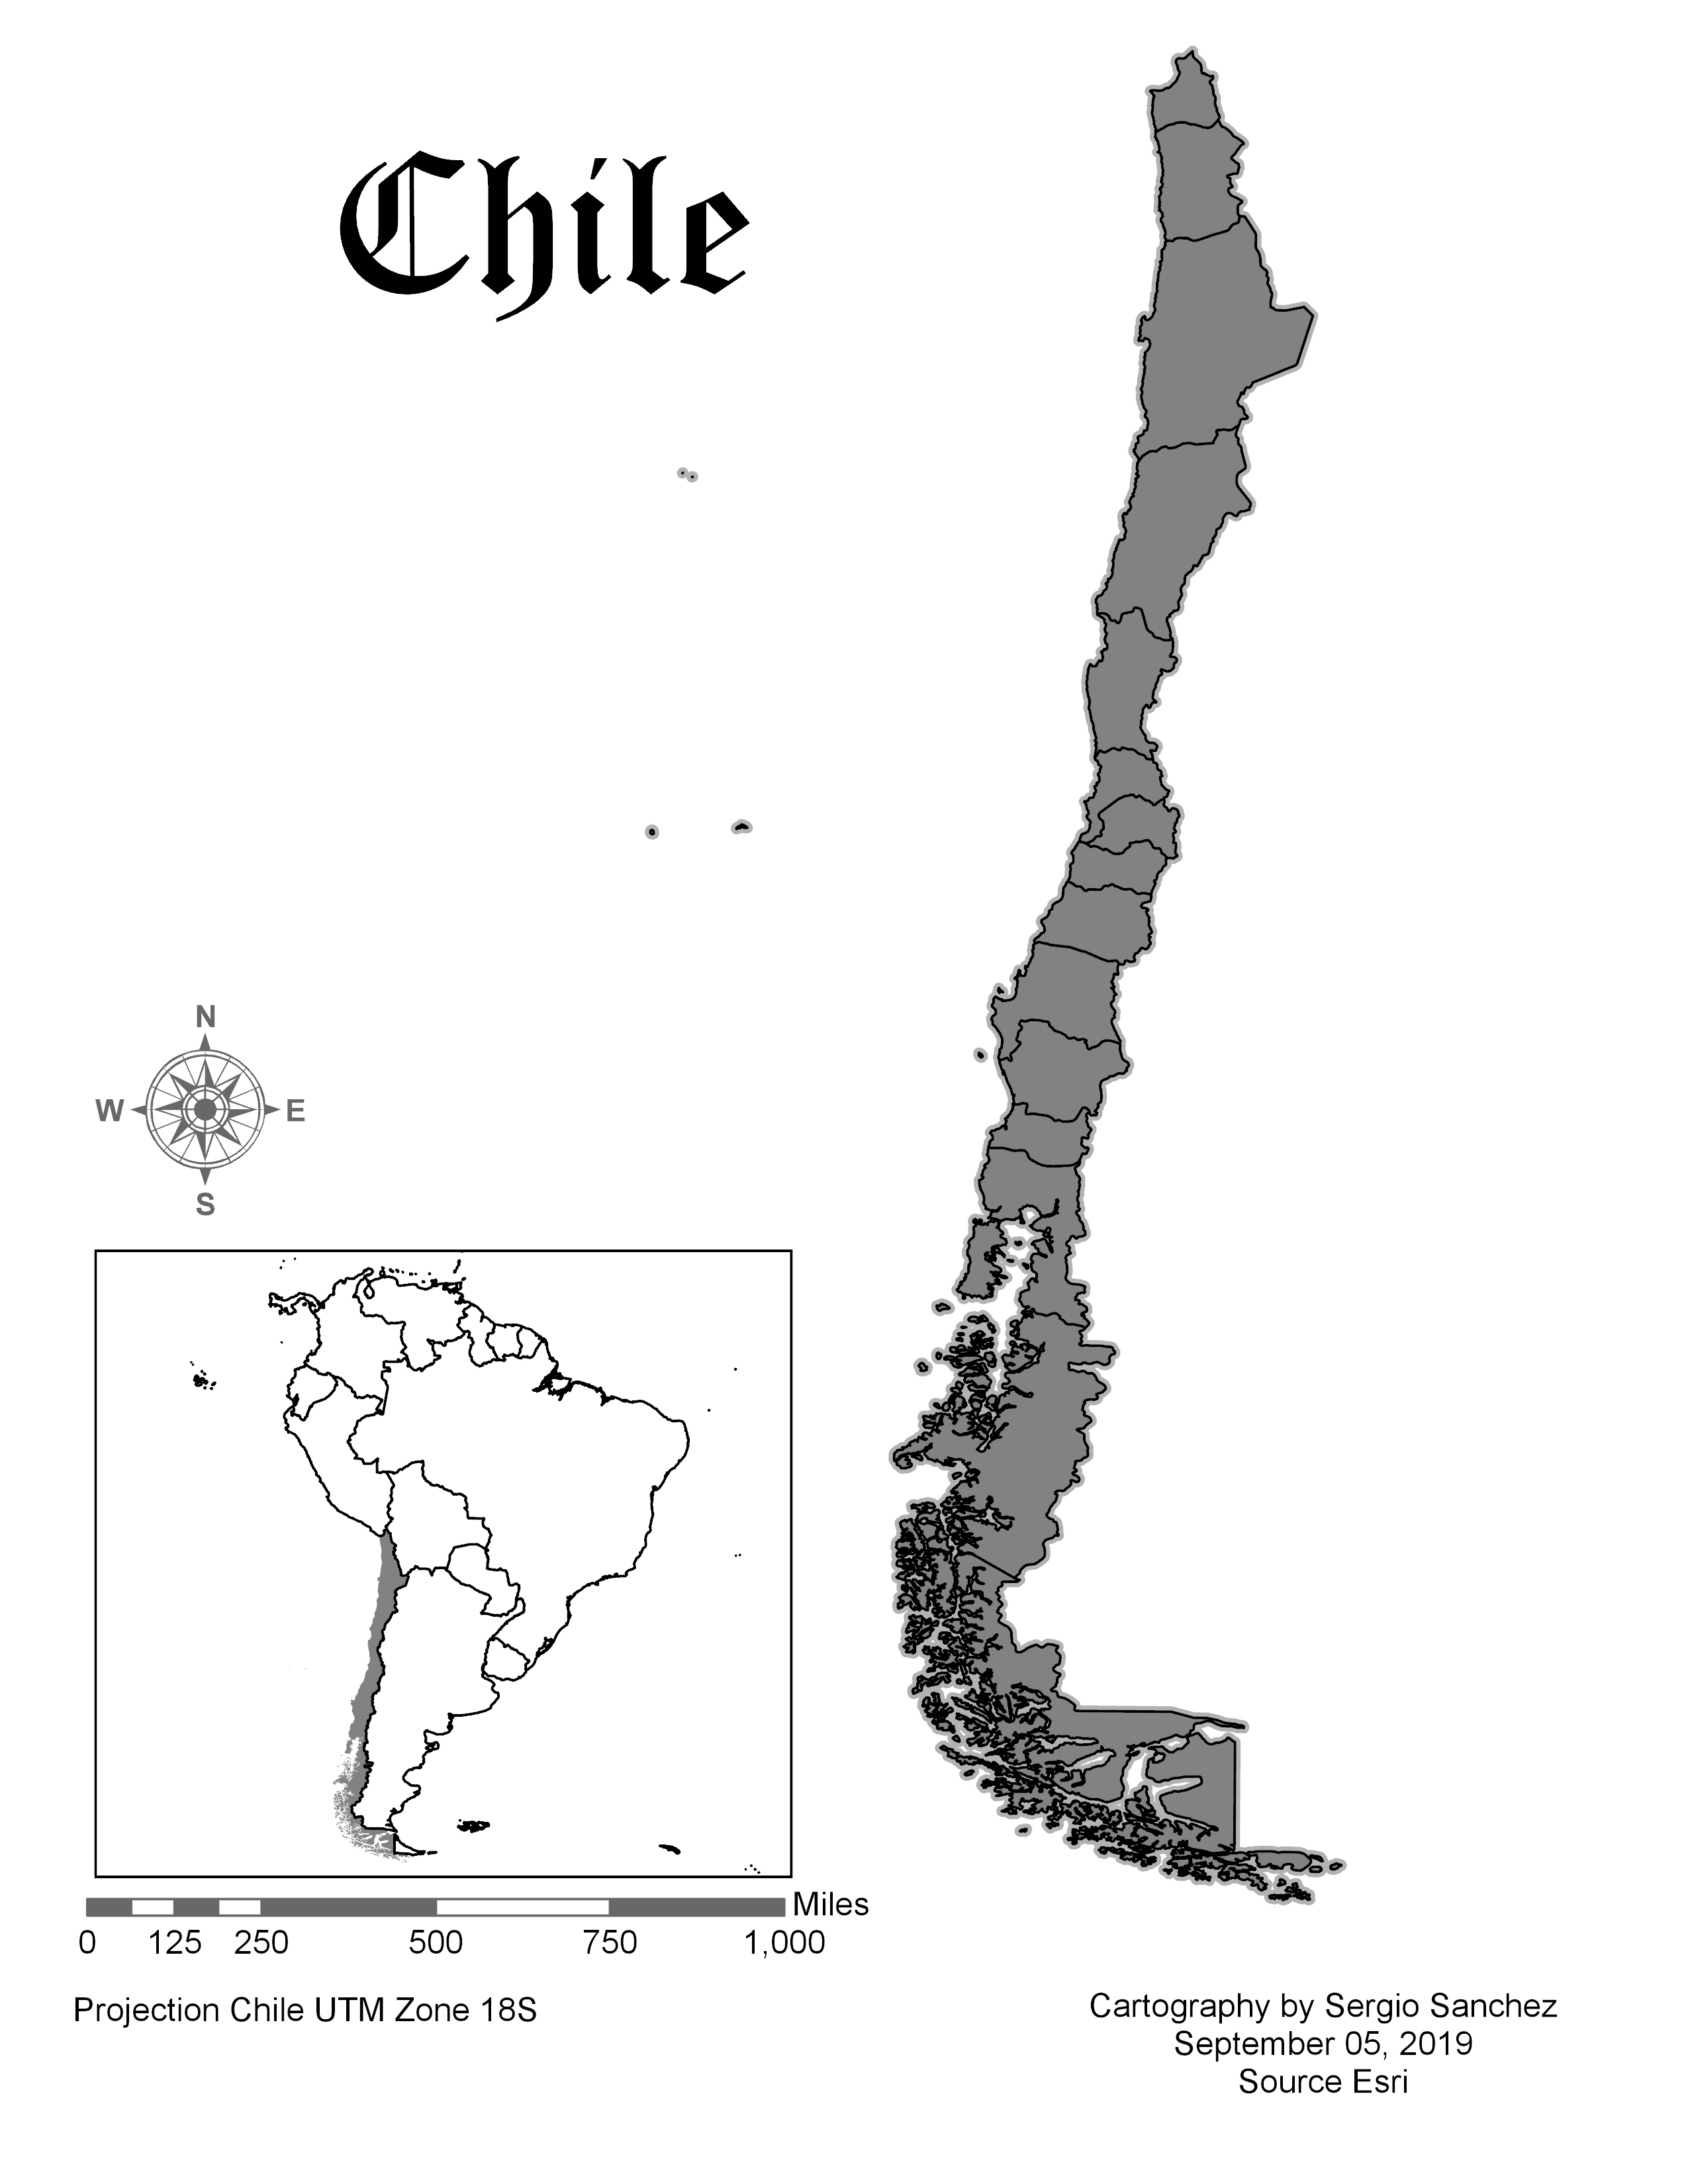 Chile
N
W E
S
Miles
0 125 250 500 750 1,000
Projection Chile UTM Zone 18S
Cartography by Sergio Sanchez
September 05, 2019
Source Esri